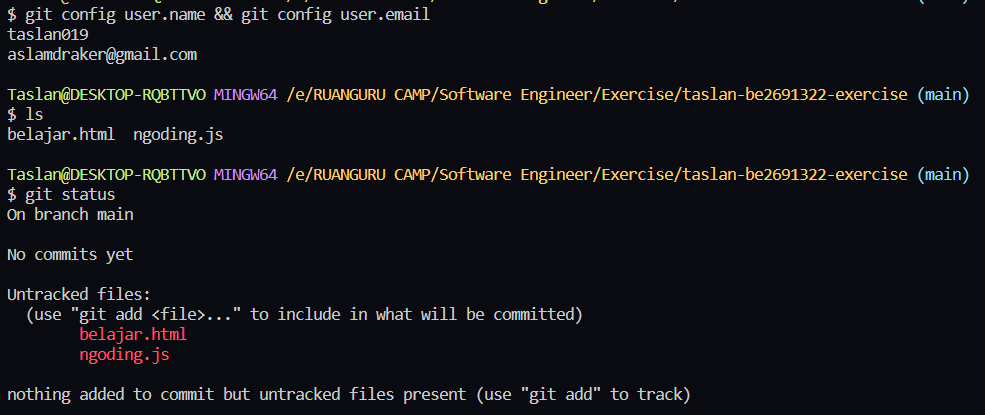 $ git config user.name && git config user.email
taslan019
aslamdraker@gmail.com
Taslan@DESKTOP-RQBTTVO MINGW64 /e/RUANGURU CAMP/Software Engineer/Exercise/taslan-be2691322-exercise (main)
$ ls
belajar.html  ngoding.js
Taslan@DESKTOP-RQBTTVO MINGW64 /e/RUANGURU CAMP/Software Engineer/Exercise/taslan-be2691322-exercise (main)
$ git status
On branch main
No commits yet
Untracked files:
  (use "git add <file>..." to include in what will be committed)
        belajar.html
        ngoding.js
nothing added to commit but untracked files present (use "git add" to track)